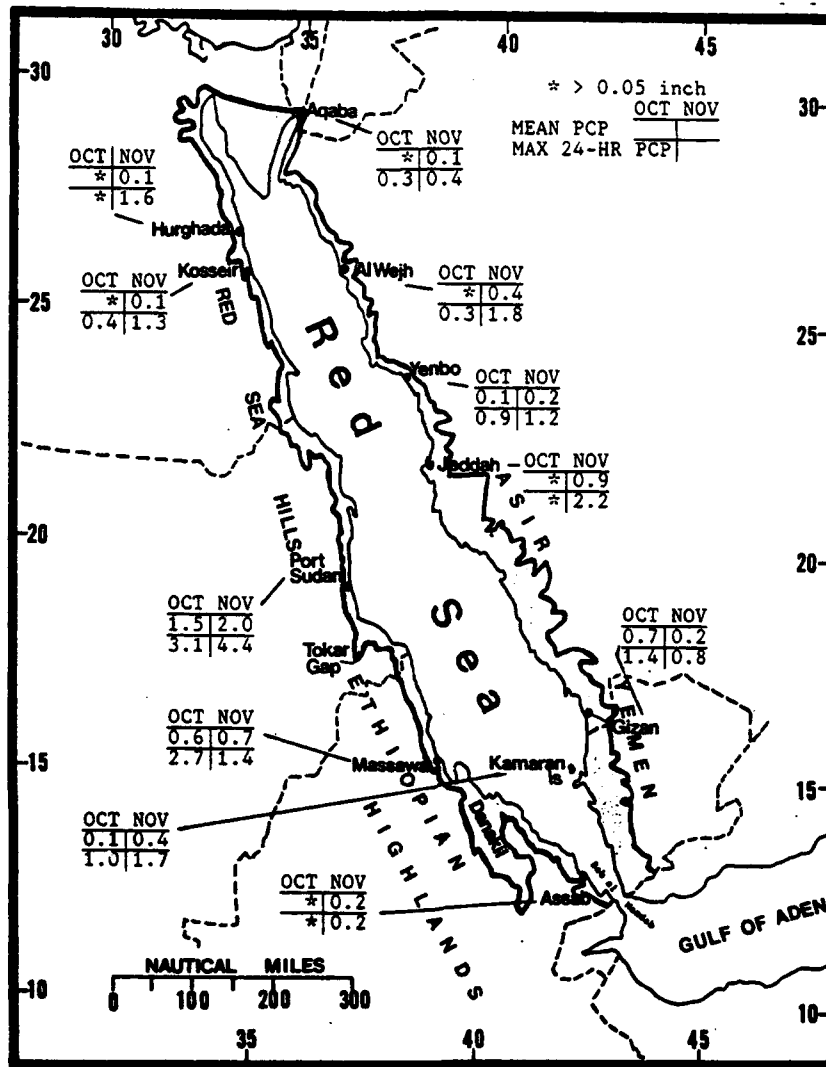 30 35 40 45
30
* > 0.05 inch
OCT NOV
MEAN PCP
MAX 24-HR PCP
30
Aqaba
OCT NOV
* 0.1
0.3 0.4
OCT NOV
* 0.1
* 1.6
Hurghada
Kosseir
OCT NOV
* 0.1
0.4 1.3
Al Wejh
OCT NOV
* 0.4
0.3 1.8
25
25
RED SEA HILLS
Red Sea
Yenbo
OCT NOV
0.1 0.2
0.9 1.2
Jeddah
OCT NOV
* 0.9
* 2.2
ASIR
20
20
Port
Sudan
OCT NOV
1.5 2.0
3.1 4.4
Tokar
Gap
OCT NOV
0.7 0.2
1.4 0.8
YEMEN
Gizan
ETHIOPIAN
HIGHLANDS
OCT NOV
0.6 0.7
2.7 1.4
Massawa
Kamaran
Is
15
15
OCT NOV
0.1 0.4
1.0 1.7
Danakil
OCT NOV
* 0.2
* 0.2
Assab
GULF OF ADEN
NAUTICAL MILES
0 100 200 300
10
10
35 40 45